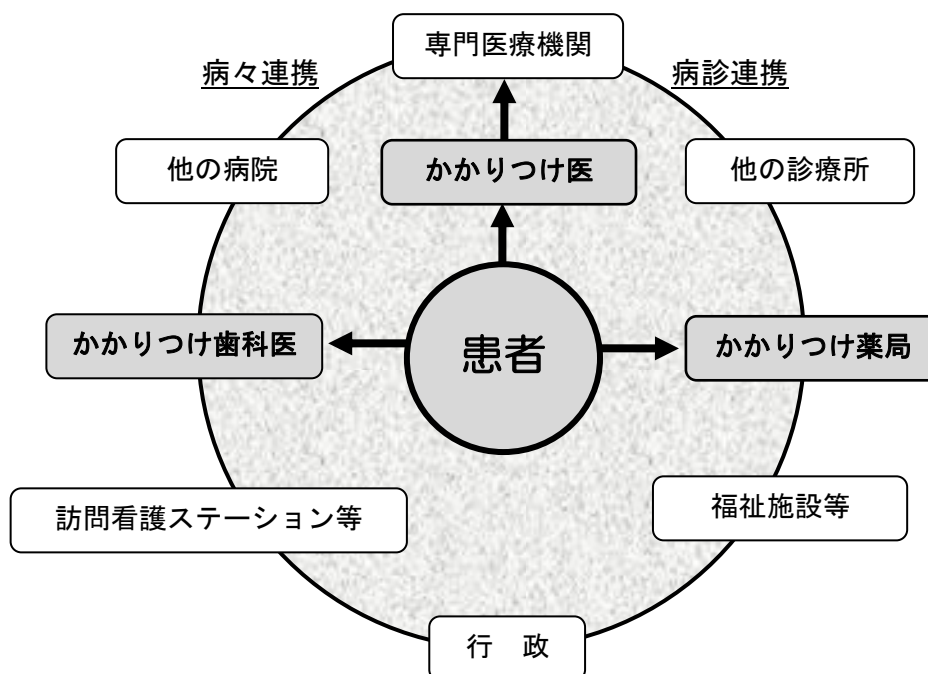 専門医療機関
病々連携
病診連携
他の病院
かかりつけ医
他の診療所
かかりつけ歯科医
患者
かかりつけ薬局
訪問看護ステーション等
福祉施設等
行　政